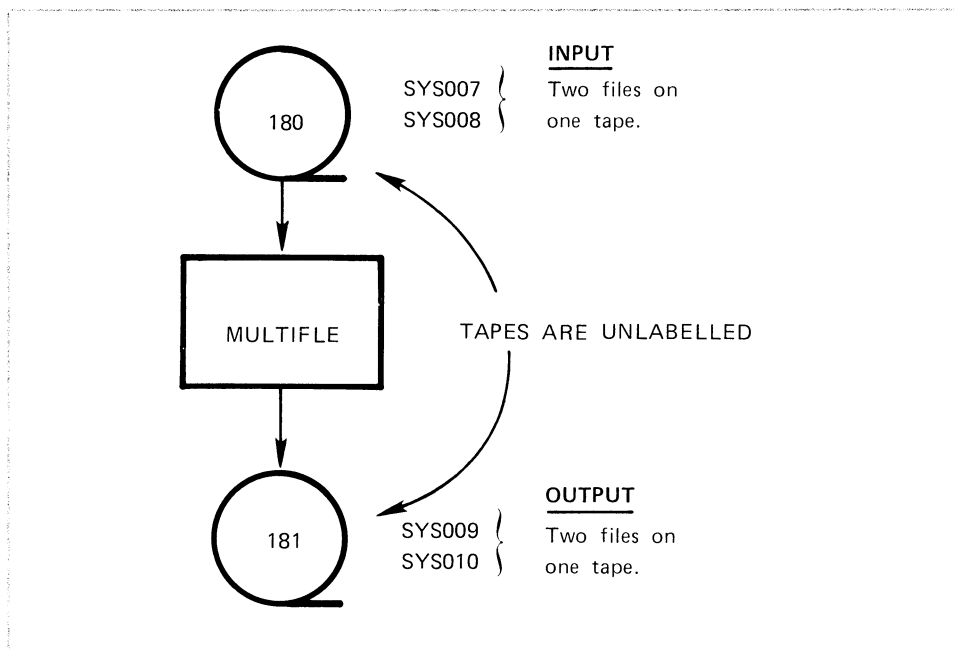 INPUT
180
SYS007
SYS008
Two files on
one tape.
MULTIFLE
TAPES ARE UNLABELLED
OUTPUT
181
SYS009
SYS010
Two files on
one tape.